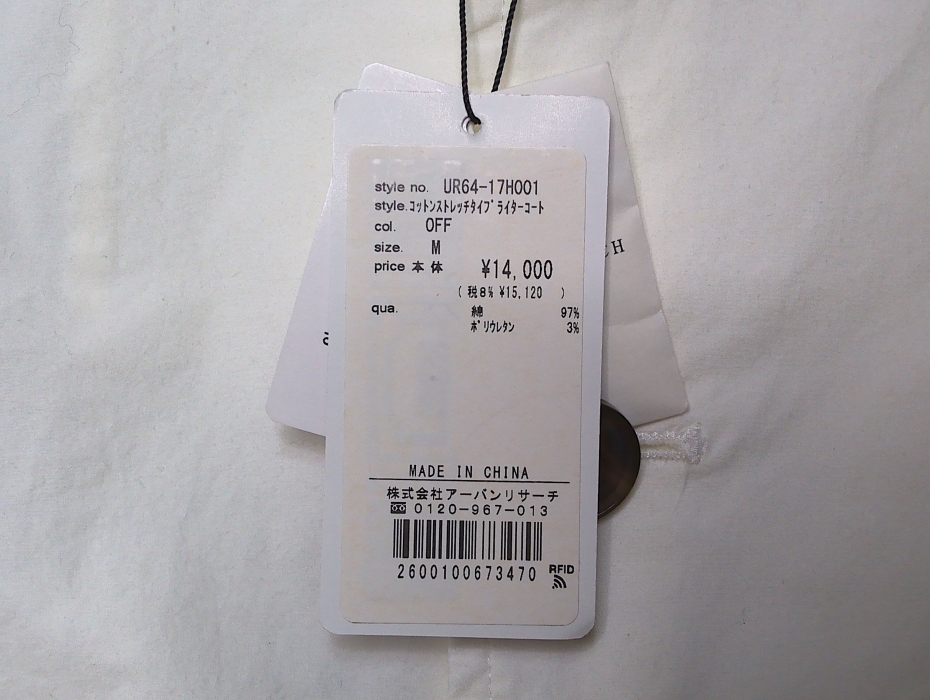 style no. UR64-17H001
style.ｺｯﾄﾝｽﾄﾚｯﾁﾀｲﾌﾟﾗｲﾀｰｺｰﾄ
col. OFF
size. M
price 本体 ¥14,000
(税8% ¥15,120 )
qua. 綿 97%
ﾎﾟﾘｳﾚﾀﾝ 3%
MADE IN CHINA
株式会社アーバンリサーチ
0120-967-013
2600100673470
RFID